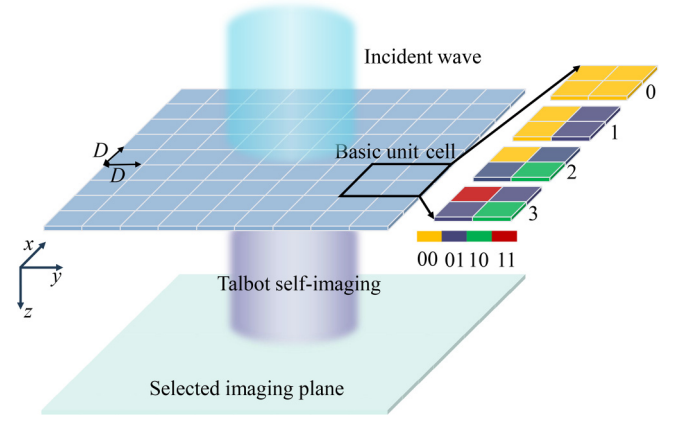 Incident wave
0
D
D
1
Basic unit cell
2
3
00 01 10 11
x
y
z
Talbot self-imaging
Selected imaging plane